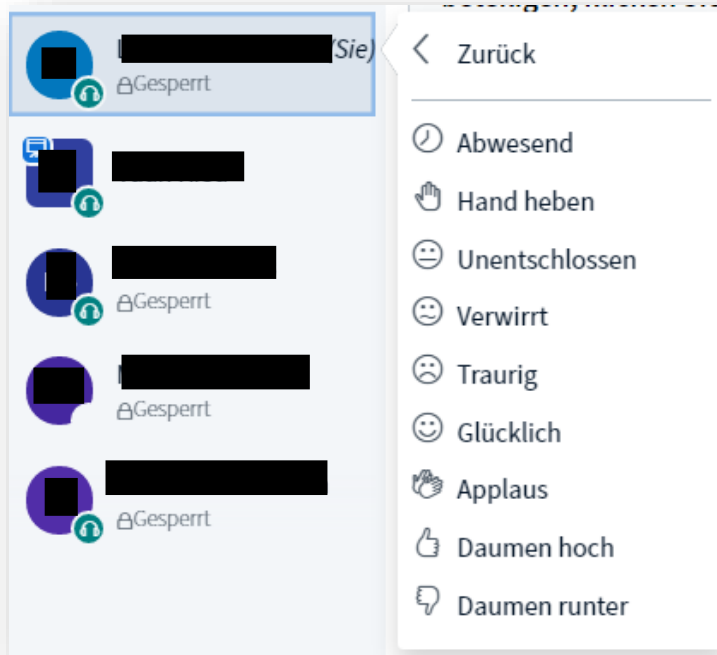 (Sie)
Gesperrt
Gesperrt
Gesperrt
Gesperrt
Zurück
Abwesend
Hand heben
Unentschlossen
Verwirrt
Traurig
Glücklich
Applaus
Daumen hoch
Daumen runter